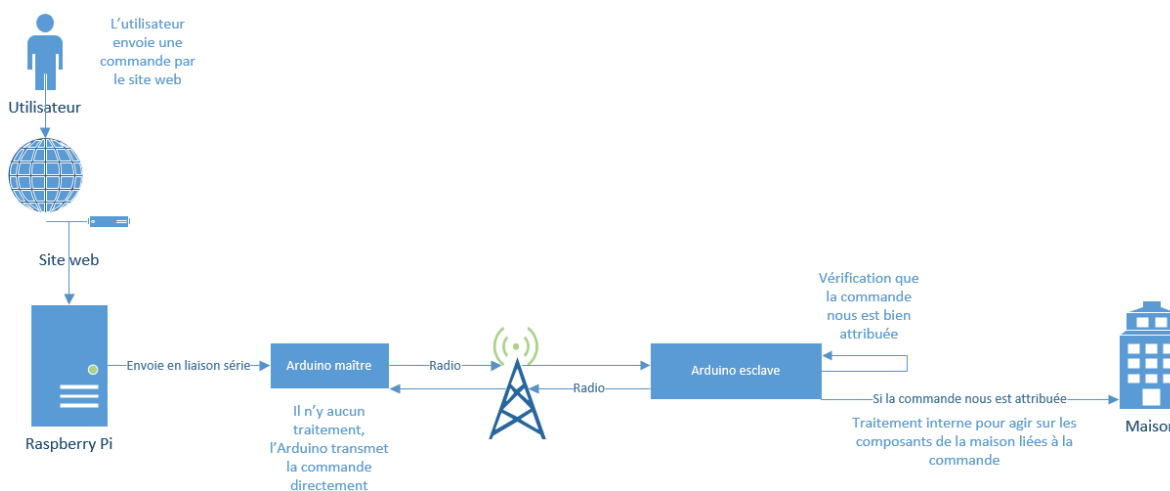 L'utilisateur
envoie une
commande par
le site web
Utilisateur
Site web
Raspberry Pi
Envoie en liaison série
Arduino maître
Il n'y aucun
traitement,
l'Arduino transmet
la commande
directement
Radio
Radio
Arduino esclave
Vérification que
la commande
nous est bien
attribuée
Si la commande nous est attribuée
Traitement interne pour agir sur les
composants de la maison liées à la
commande
Maison